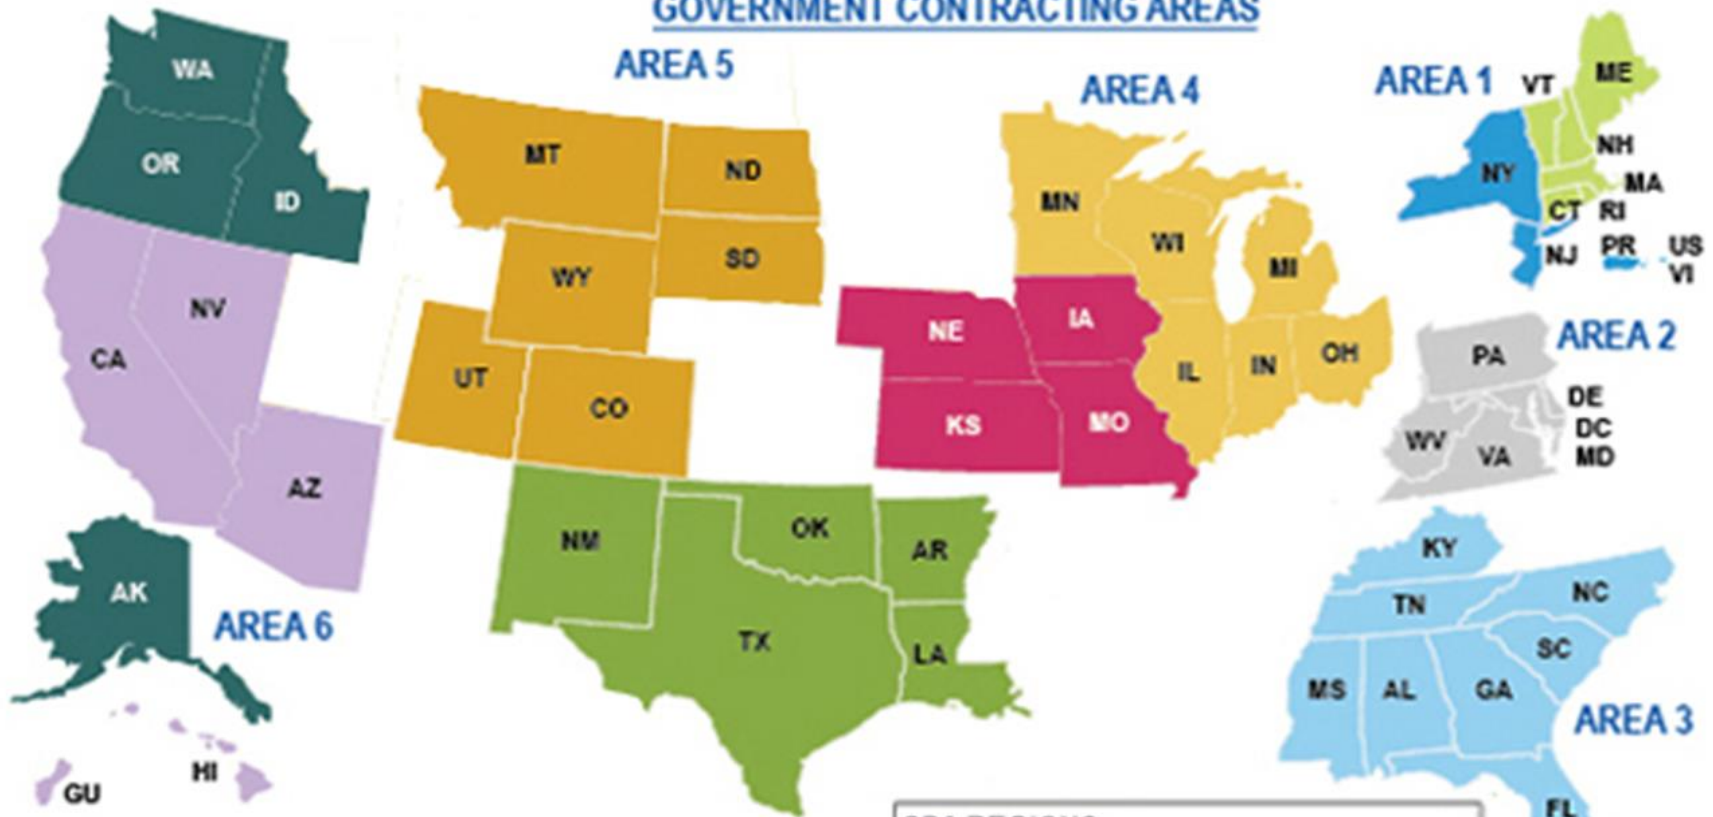 GOVERNMENT CONTRACTING AREAS
AREA 5
AREA 4
AREA 1
AREA 2
AREA 3
AREA 6
WA
OR
ID
CA
NV
AZ
AK
HI
GU
MT
ND
SD
WY
UT
CO
NM
OK
TX
AR
LA
MN
WI
MI
IL
IN
OH
NE
IA
KS
MO
VT
ME
NH
NY
MA
CT
RI
NJ
PR
US
VI
PA
DE
DC
MD
WV
VA
KY
TN
NC
SC
MS
AL
GA
FL